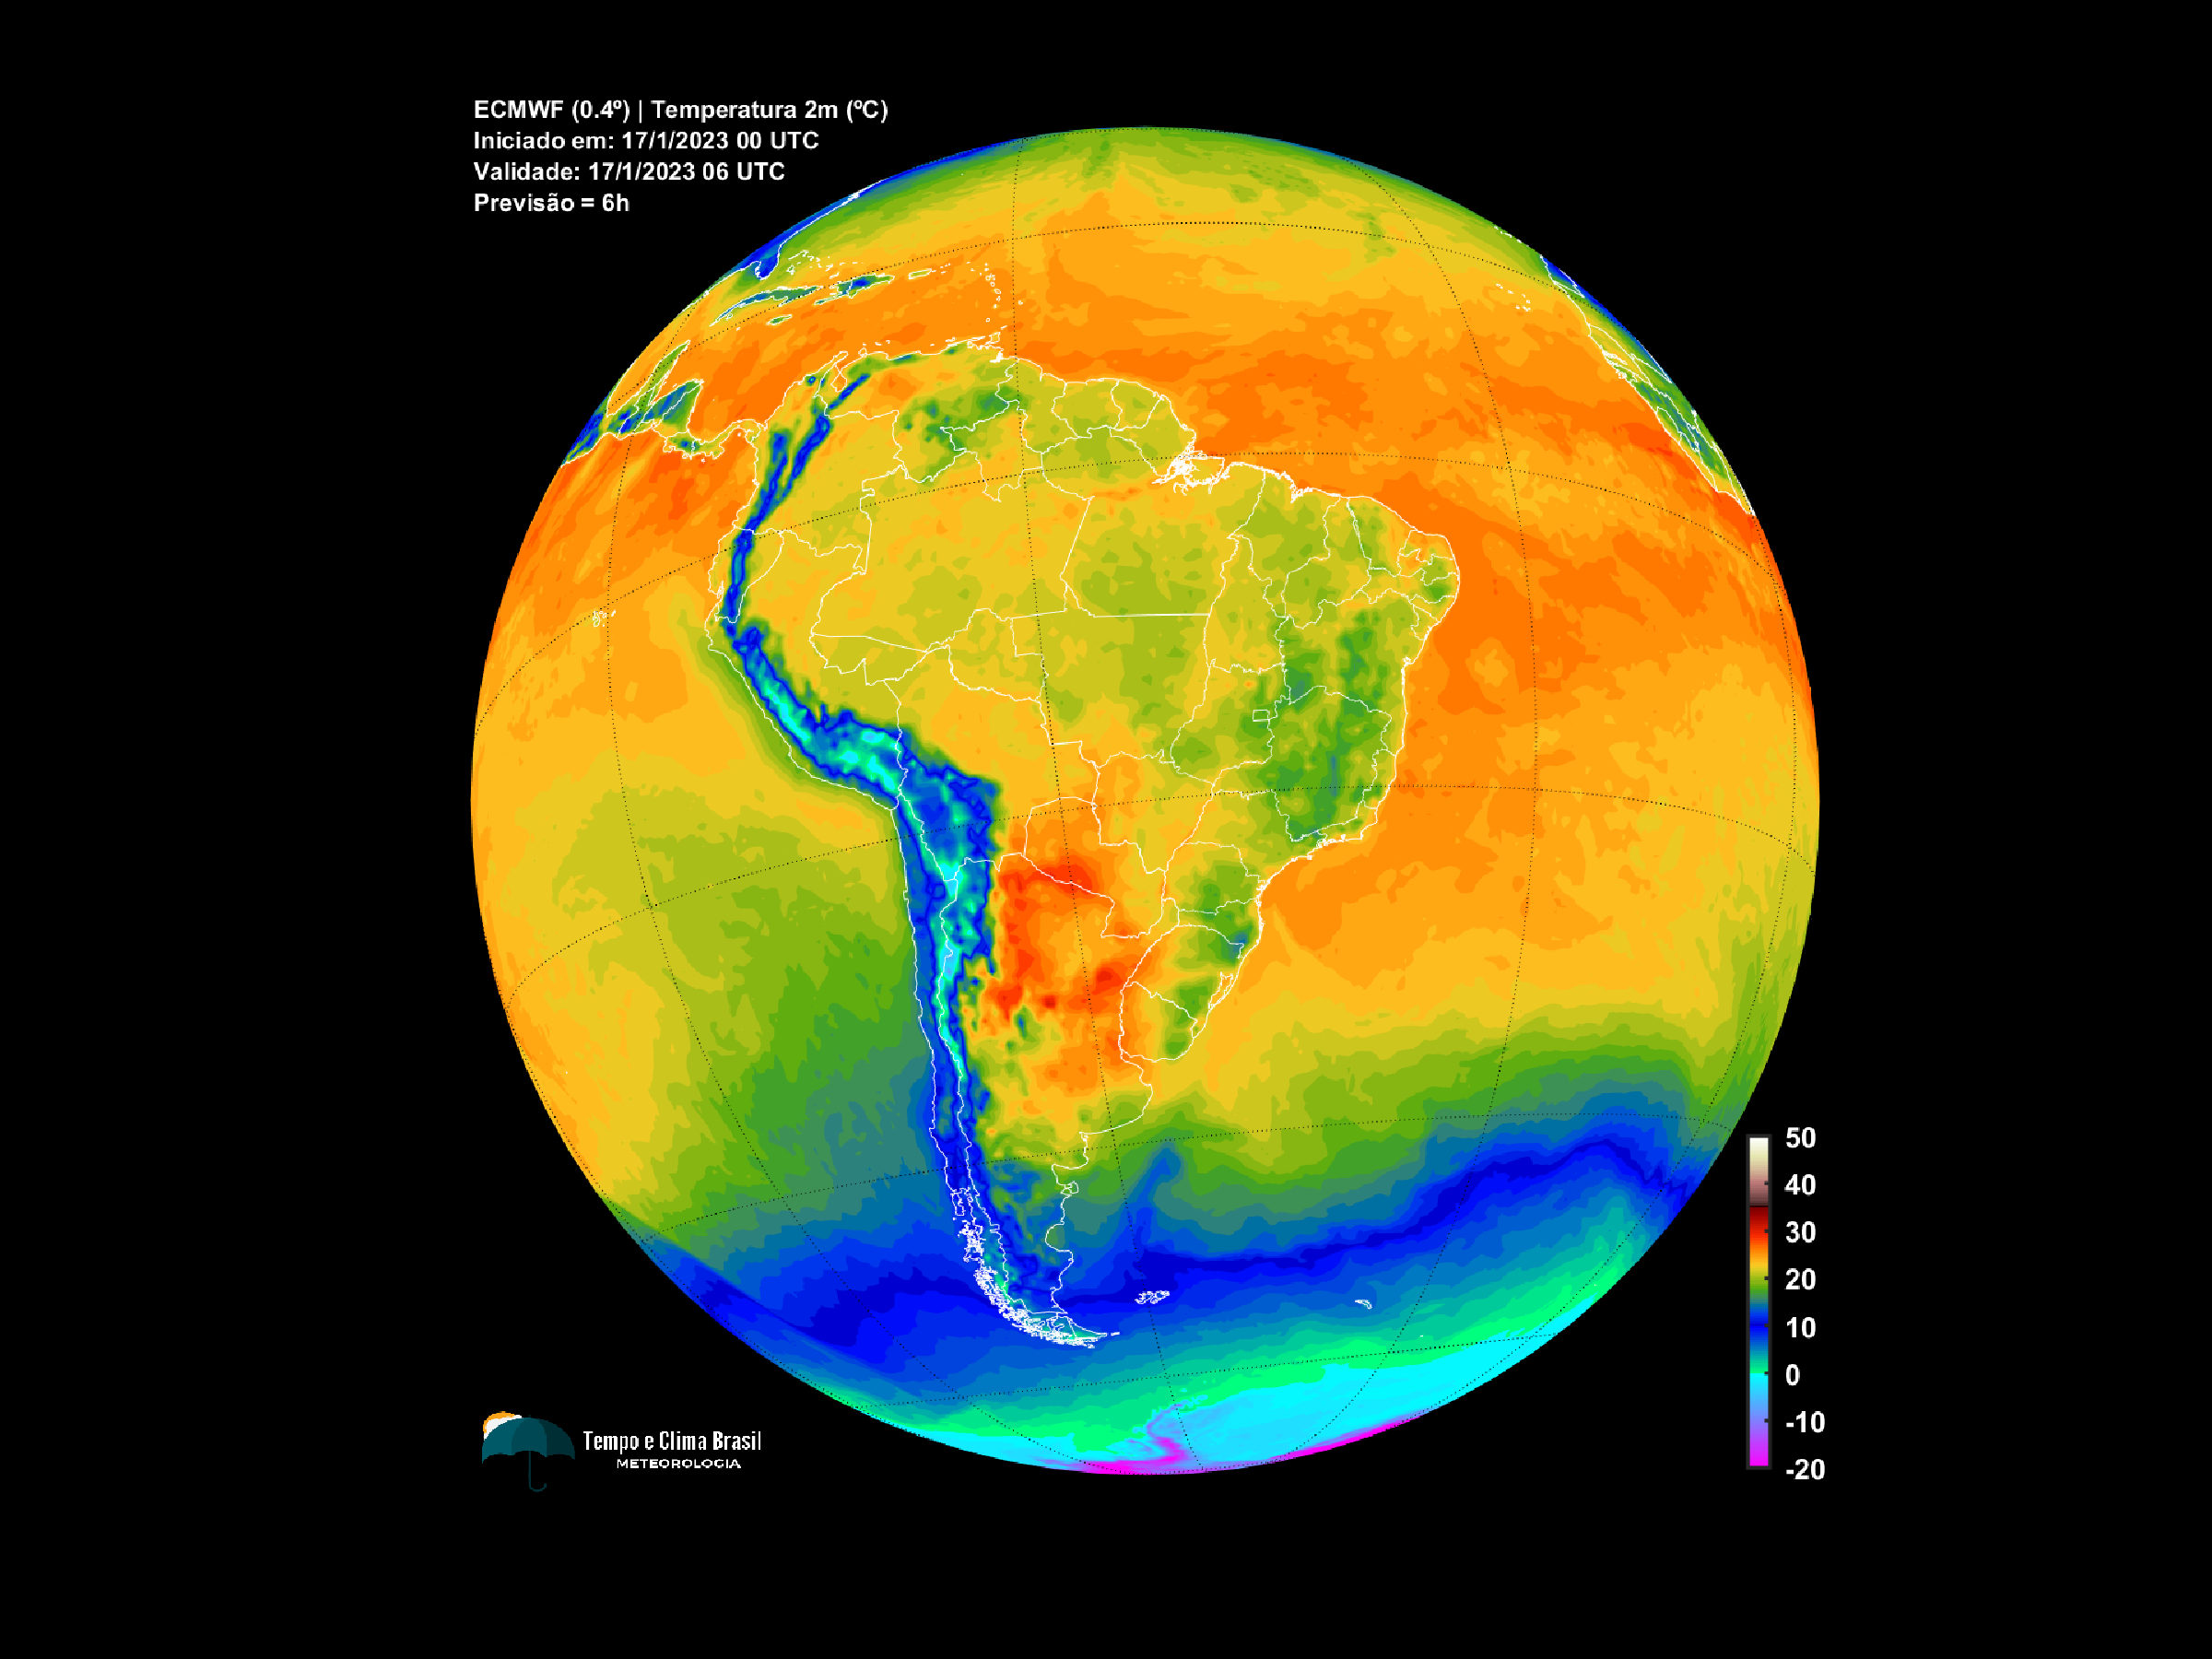 ECMWF (0.4º) | Temperatura 2m (ºC)
Iniciado em: 17/1/2023 00 UTC
Validade: 17/1/2023 06 UTC
Previsão = 6h
50
40
30
20
10
0
-10
-20
Tempo e Clima Brasil
METEOROLOGIA